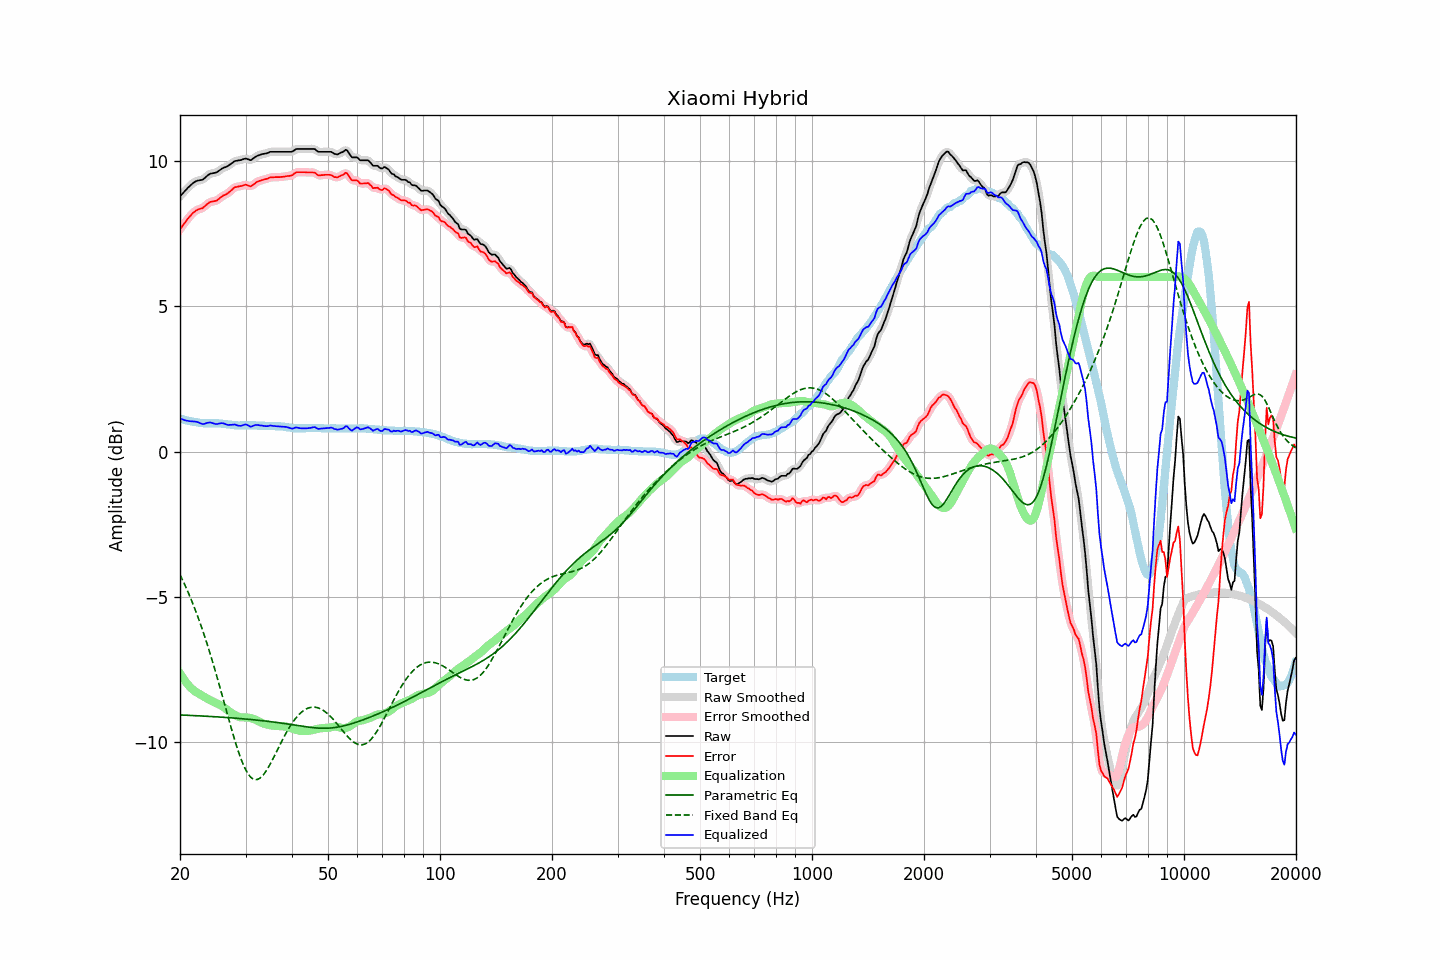 Xiaomi Hybrid
Amplitude (dBr)
10
5
0
−5
−10
Target
Raw Smoothed
Error Smoothed
Raw
Error
Equalization
Parametric Eq
Fixed Band Eq
Equalized
20 50 100 200 500 1000 2000 5000 10000 20000
Frequency (Hz)